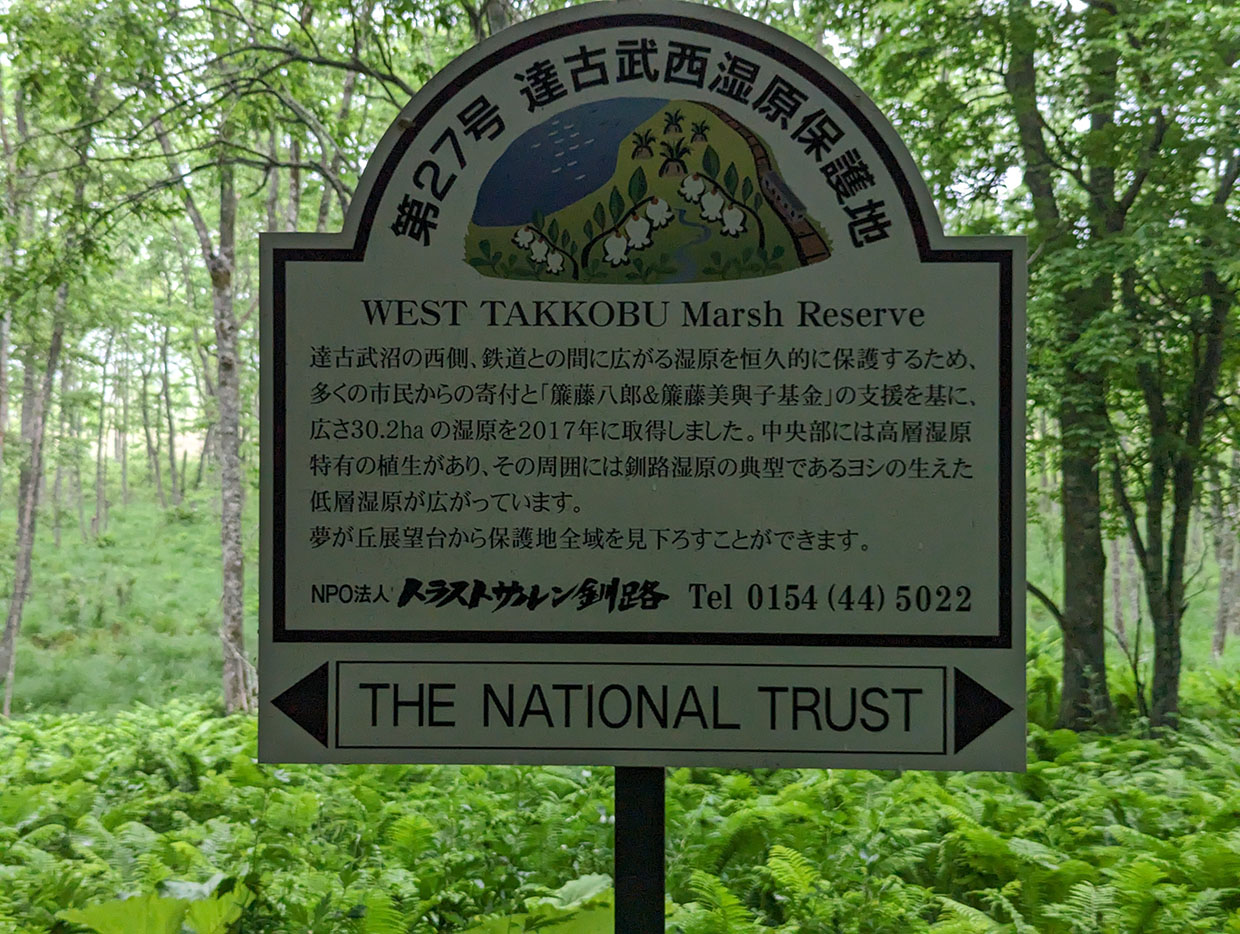 第27号 達古武西湿原保護地
WEST TAKKOBU Marsh Reserve
達古武沼の西側、鉄道との間に広がる湿原を恒久的に保護するため、
多くの市民からの寄付と「簾藤八郎&簾藤美與子基金」の支援を基に、
広さ30.2ha の湿原を2017年に取得しました。中央部には高層湿原
特有の植生があり、その周囲には釧路湿原の典型であるヨシの生えた
低層湿原が広がっています。
夢が丘展望台から保護地全域を見下ろすことができます。
NPO法人 トラストサルン釧路 Tel 0154 (44) 5022
THE NATIONAL TRUST